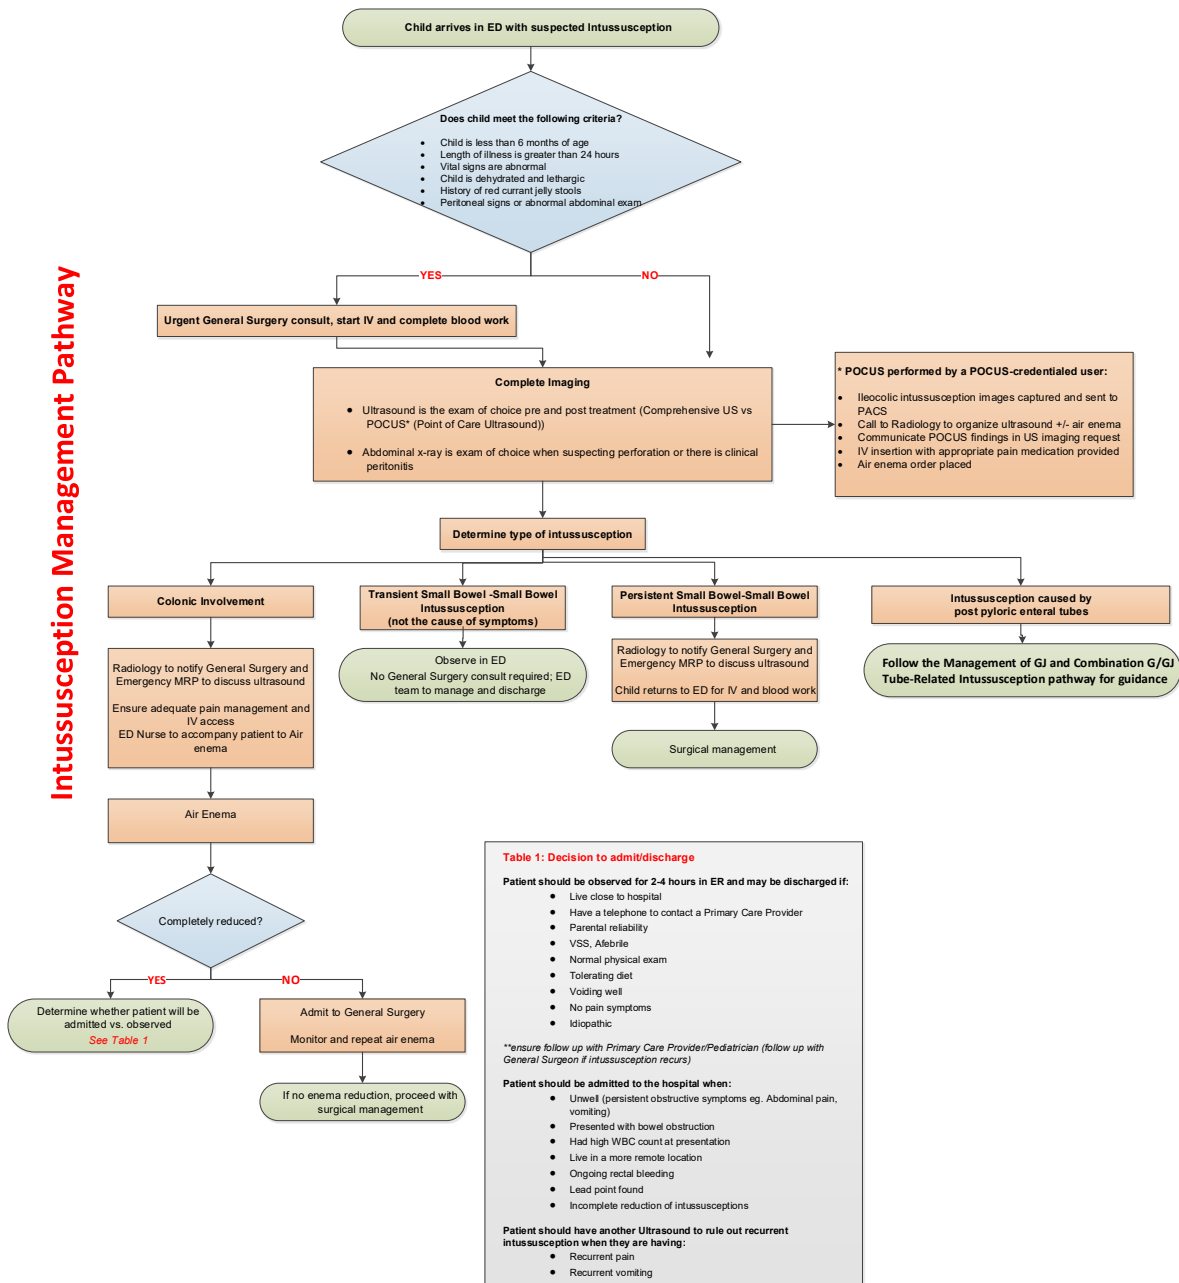 Intussusception Management Pathway
Child arrives in ED with suspected Intussusception
Does child meet the following criteria?
• Child is less than 6 months of age
• Length of illness is greater than 24 hours
• Vital signs are abnormal
• Child is dehydrated and lethargic
• History of red currant jelly stools
• Peritoneal signs or abnormal abdominal exam
YES
NO
Urgent General Surgery consult, start IV and complete blood work
Complete Imaging
• Ultrasound is the exam of choice pre and post treatment (Comprehensive US vs
POCUS* (Point of Care Ultrasound))
• Abdominal x-ray is exam of choice when suspecting perforation or there is clinical
peritonitis
* POCUS performed by a POCUS-credentialed user:
• Ileocolic intussusception images captured and sent to
PACS
• Call to Radiology to organize ultrasound +/- air enema
• Communicate POCUS findings in US imaging request
• IV insertion with appropriate pain medication provided
• Air enema order placed
Determine type of intussusception
Colonic Involvement
Transient Small Bowel -Small Bowel
Intussusception
(not the cause of symptoms)
Persistent Small Bowel-Small Bowel
Intussusception
Intussusception caused by
post pyloric enteral tubes
Radiology to notify General Surgery and
Emergency MRP to discuss ultrasound
Ensure adequate pain management and
IV access
ED Nurse to accompany patient to Air
enema
Observe in ED
No General Surgery consult required; ED
team to manage and discharge
Radiology to notify General Surgery and
Emergency MRP to discuss ultrasound
Child returns to ED for IV and blood work
Follow the Management of GJ and Combination G/GJ
Tube-Related Intussusception pathway for guidance
Surgical management
Air Enema
Completely reduced?
YES
NO
Determine whether patient will be
admitted vs. observed
See Table 1
Admit to General Surgery
Monitor and repeat air enema
If no enema reduction, proceed with
surgical management
Table 1: Decision to admit/discharge
Patient should be observed for 2-4 hours in ER and may be discharged if:
• Live close to hospital
• Have a telephone to contact a Primary Care Provider
• Parental reliability
• VSS, Afebrile
• Normal physical exam
• Tolerating diet
• Voiding well
• No pain symptoms
• Idiopathic
**ensure follow up with Primary Care Provider/Pediatrician (follow up with
General Surgeon if intussusception recurs)
Patient should be admitted to the hospital when:
• Unwell (persistent obstructive symptoms eg. Abdominal pain,
vomiting)
• Presented with bowel obstruction
• Had high WBC count at presentation
• Live in a more remote location
• Ongoing rectal bleeding
• Lead point found
• Incomplete reduction of intussusceptions
Patient should have another Ultrasound to rule out recurrent
intussusception when they are having:
• Recurrent pain
• Recurrent vomiting